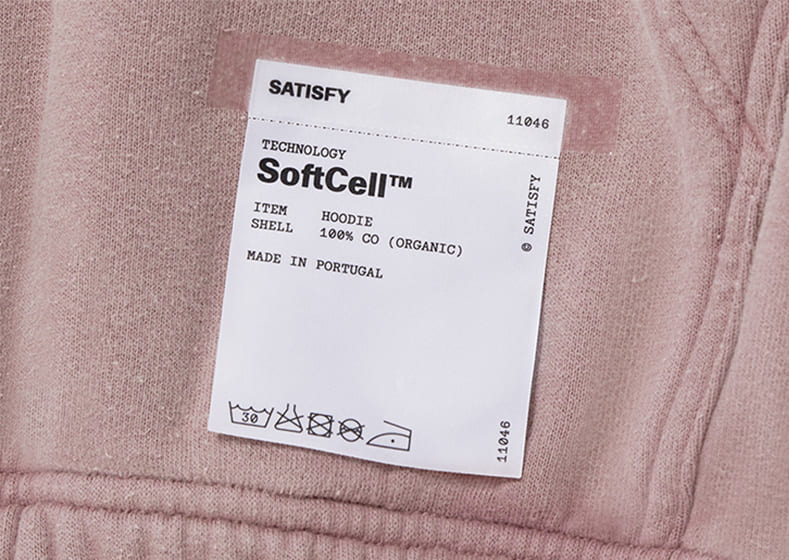 SATISFY
11046
TECHNOLOGY
SoftCell™
ITEM HOODIE
SHELL 100% CO (ORGANIC)
MADE IN PORTUGAL
© SATISFY
30
11046